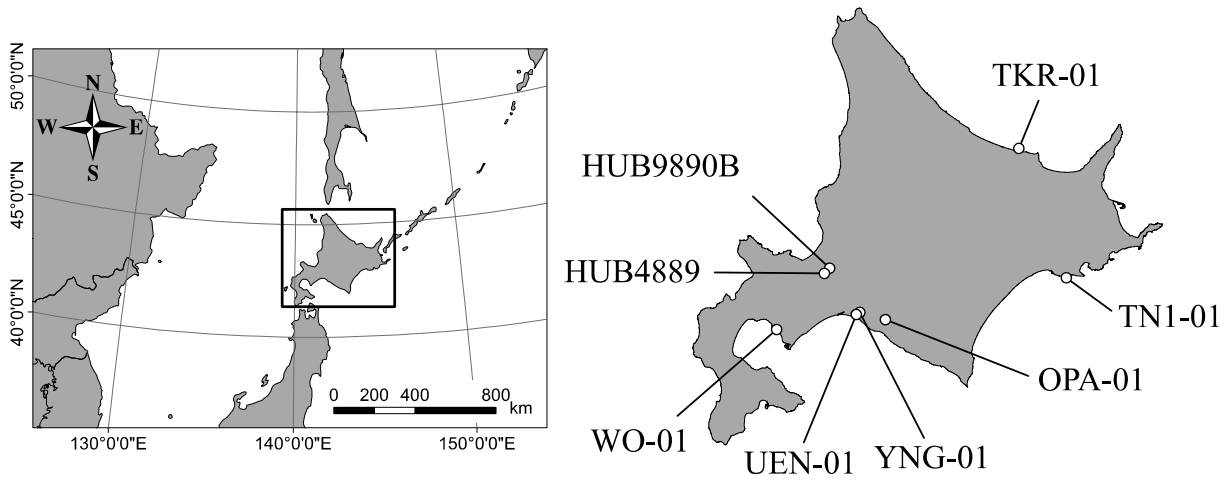 50°0'0"N
45°0'0"N
40°0'0"N
N
W
E
S
0 200 400 800
km
130°0'0"E
140°0'0"E
150°0'0"E
TKR-01
HUB9890B
HUB4889
TN1-01
OPA-01
WO-01
UEN-01
YNG-01